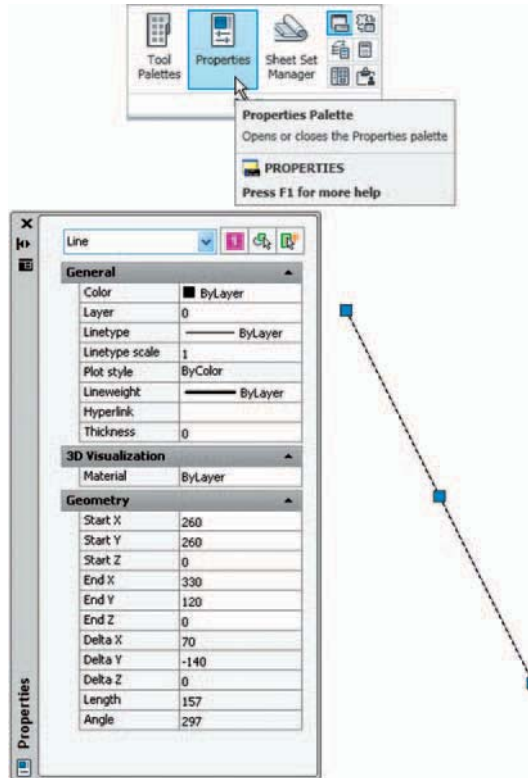 Tool Palettes
Properties
Sheet Set Manager
Properties Palette
Opens or closes the Properties palette
PROPERTIES
Press F1 for more help
Line
General
Color ByLayer
Layer 0
Linetype ByLayer
Linetype scale 1
Plot style ByColor
Lineweight ByLayer
Hyperlink
Thickness 0
3D Visualization
Material ByLayer
Geometry
Start X 260
Start Y 260
Start Z 0
End X 330
End Y 120
End Z 0
Delta X 70
Delta Y -140
Delta Z 0
Length 157
Angle 297
Properties